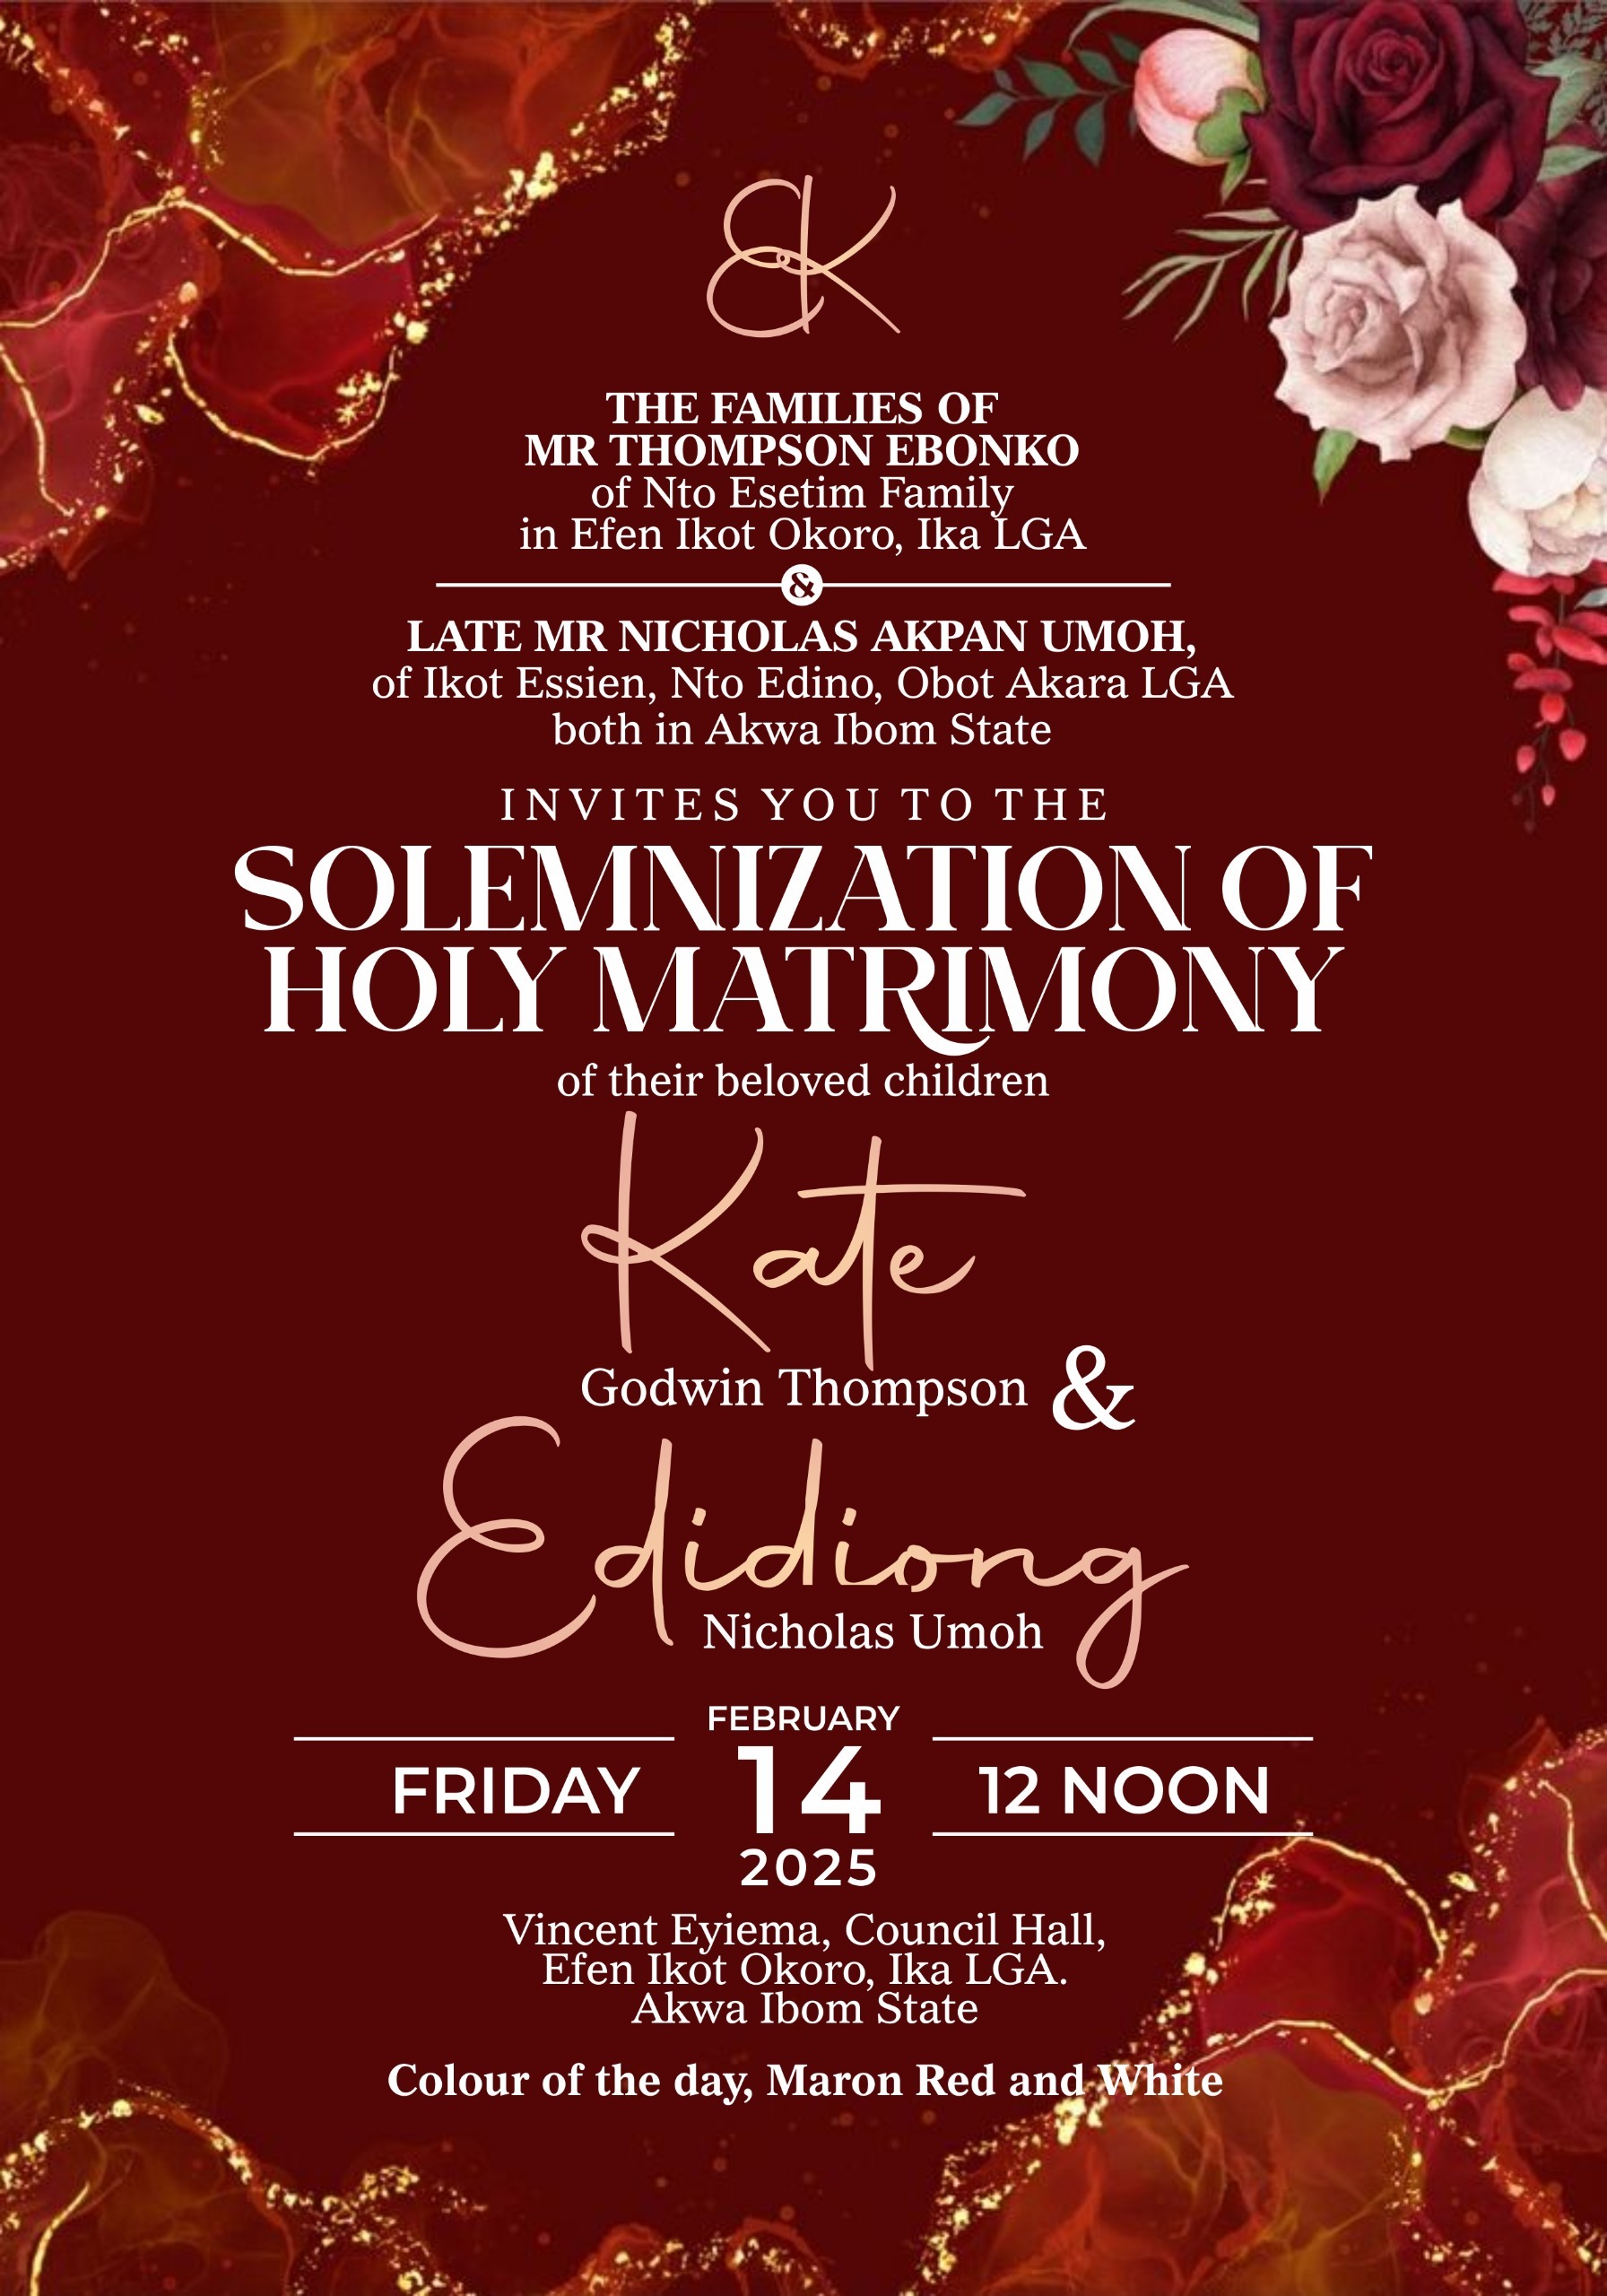 EK
THE FAMILIES OF
MR THOMPSON EBONKO
of Nto Esetim Family
in Efen Ikot Okoro, Ika LGA
&
LATE MR NICHOLAS AKPAN UMOH,
of Ikot Essien, Nto Edino, Obot Akara LGA
both in Akwa Ibom State
INVITES YOU TO THE
SOLEMNIZATION OF
HOLY MATRIMONY
of their beloved children
Kate
Godwin Thompson &
Edidiong
Nicholas Umoh
FEBRUARY
FRIDAY 14 12 NOON
2025
Vincent Eyiema, Council Hall,
Efen Ikot Okoro, Ika LGA.
Akwa Ibom State
Colour of the day, Maron Red and White